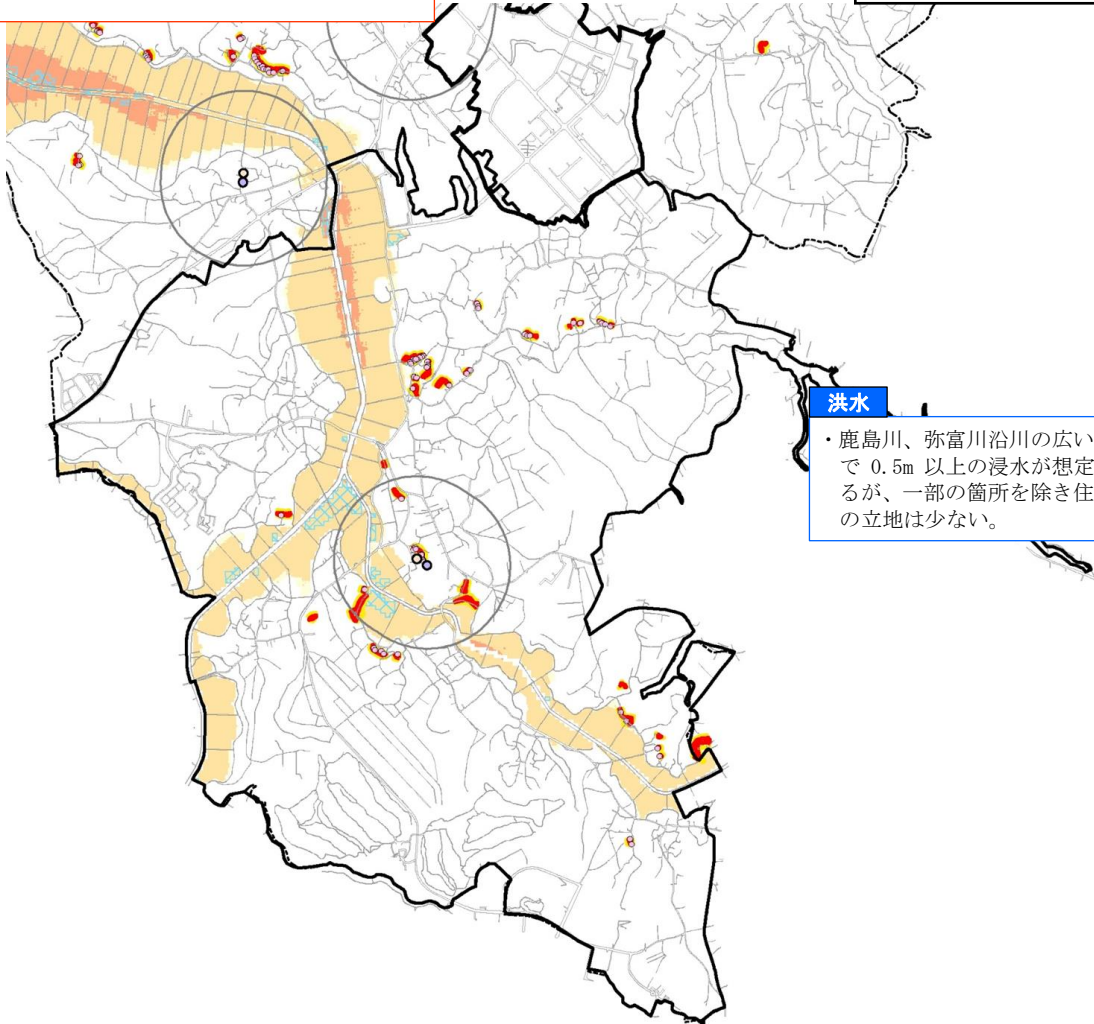 洪水
・鹿島川、弥富川沿川の広い
で 0.5m 以上の浸水が想定
るが、一部の箇所を除き住
の立地は少ない。